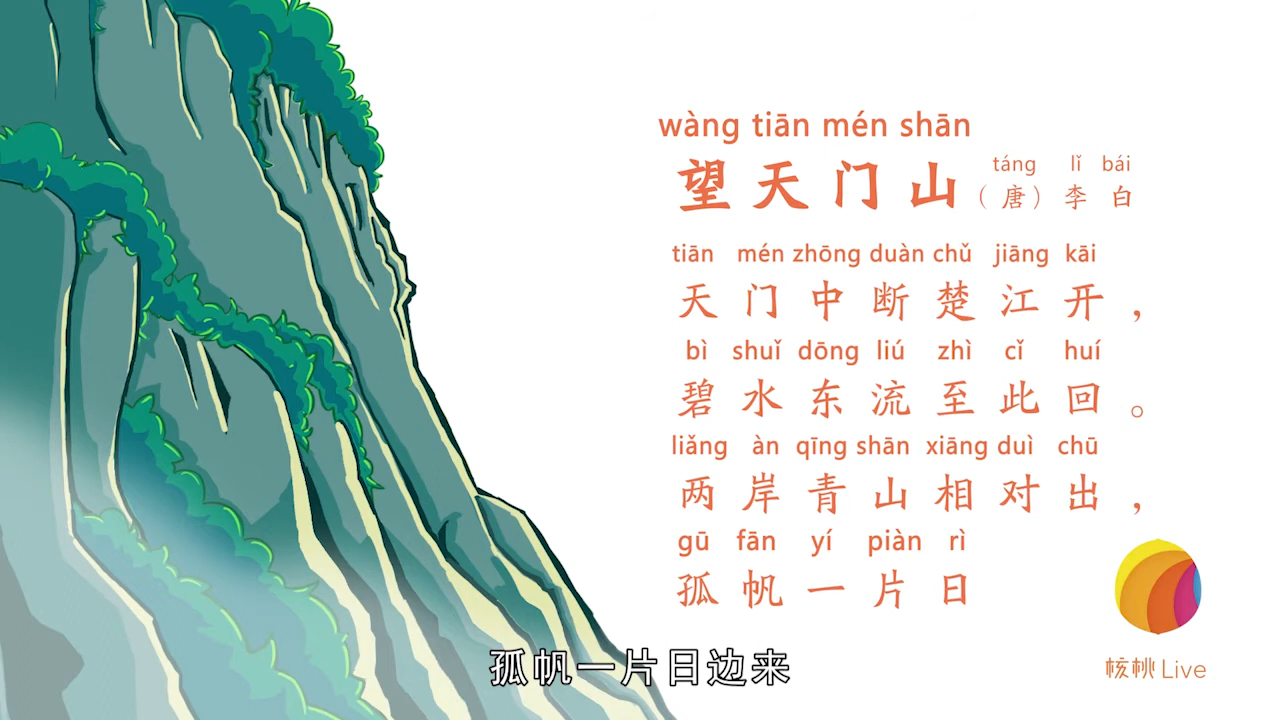 wàng tiān mén shān
望天门山
táng lǐ bái
（唐）李白
tiān mén zhōng duàn chǔ jiāng kāi
天门中断楚江开，
bì shuǐ dōng liú zhì cǐ huí
碧水东流至此回。
liǎng àn qīng shān xiāng duì chū
两岸青山相对出，
gū fān yí piàn rì
孤帆一片日
孤帆一片日边来
核桃Live